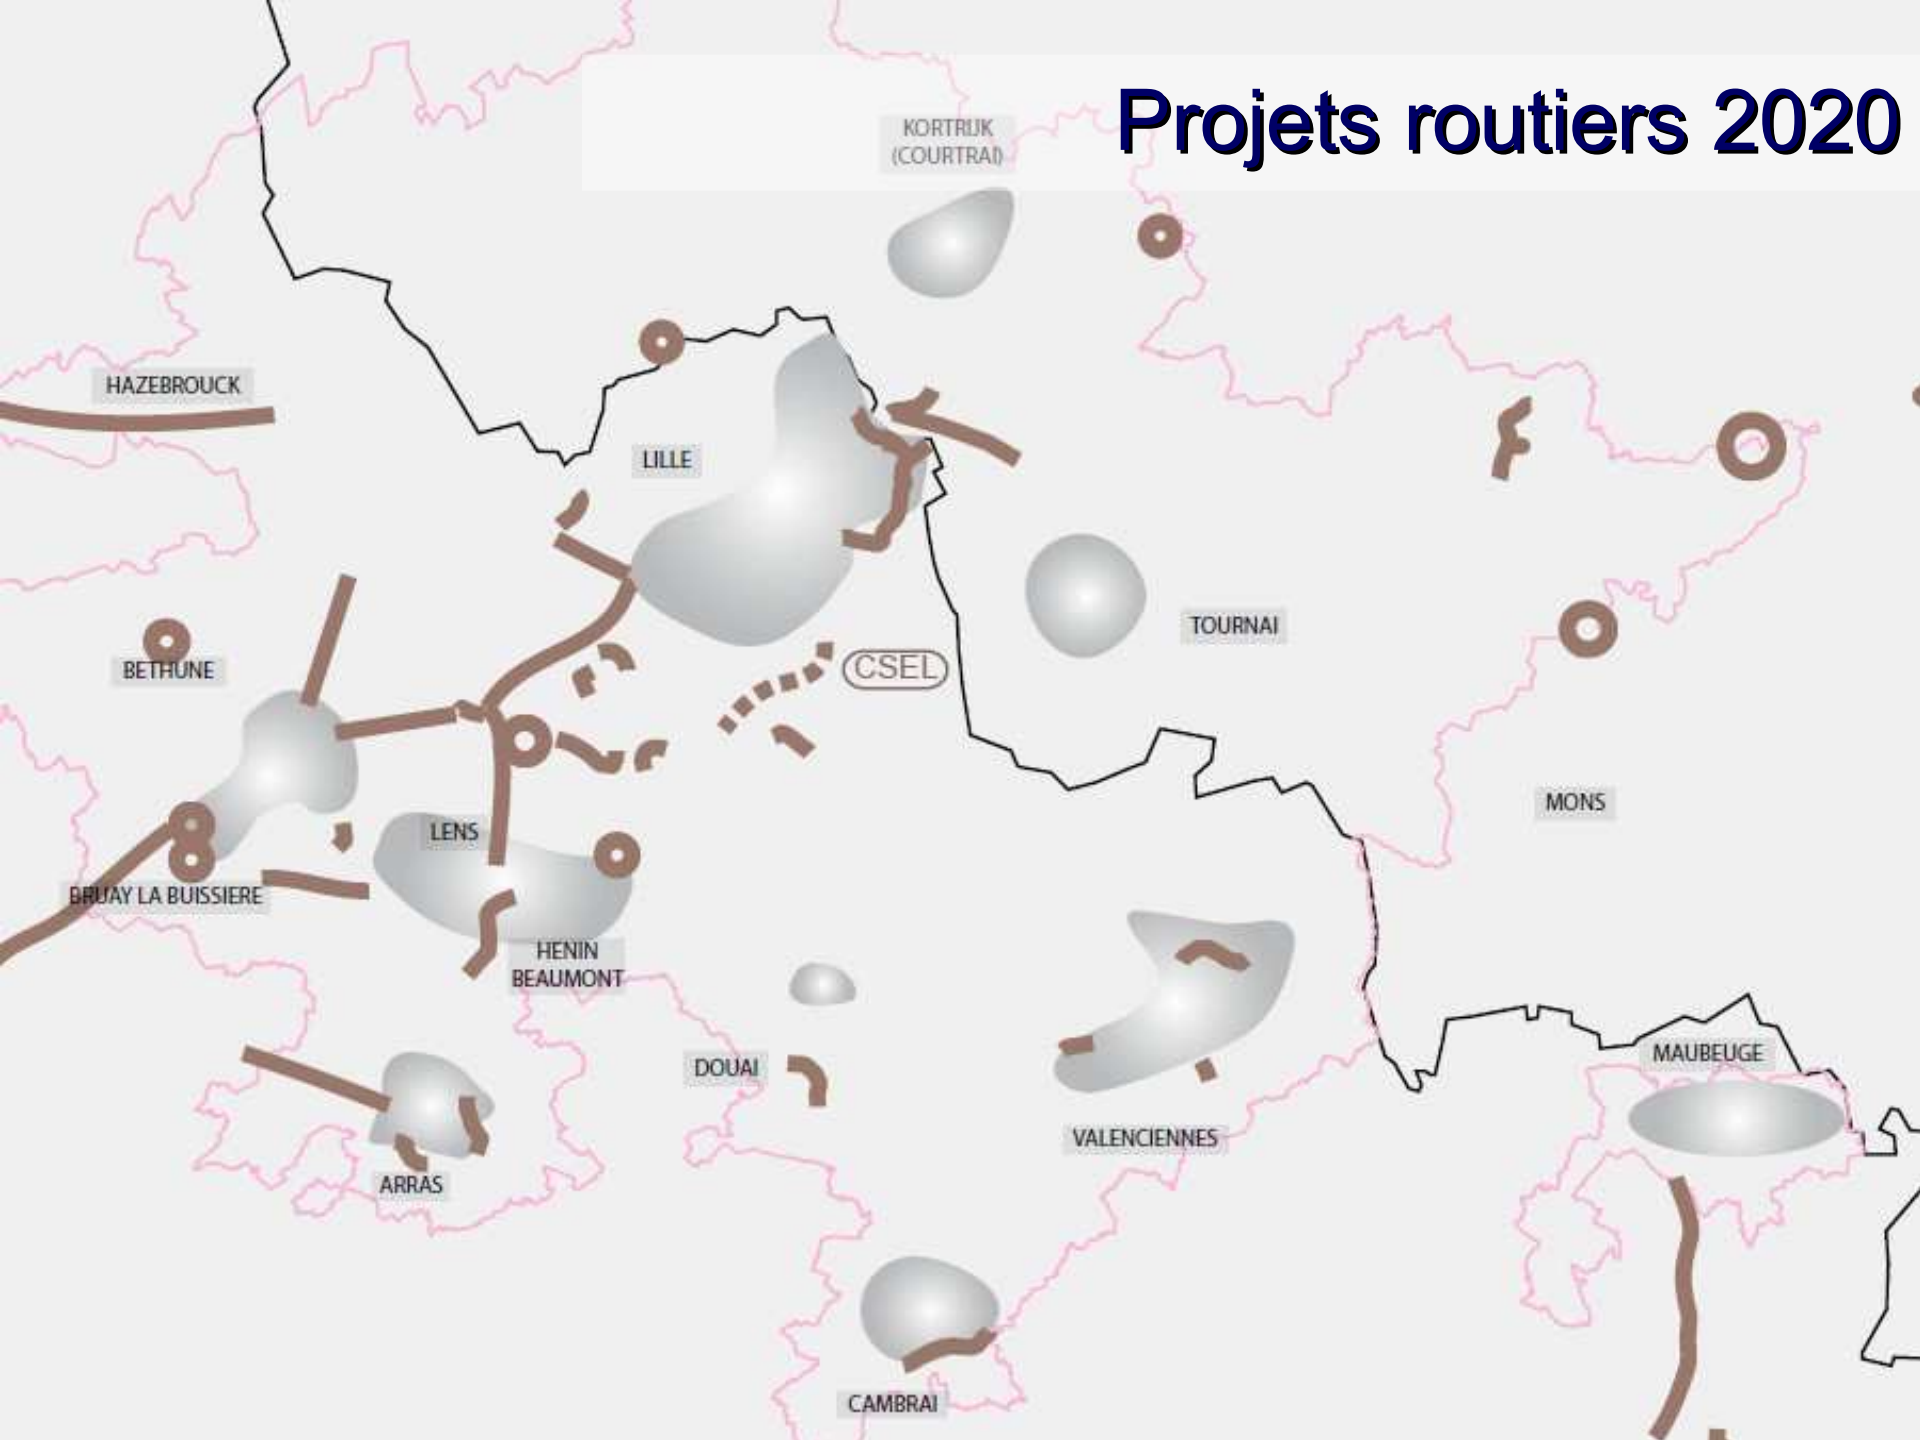 Projets routiers 2020
KORTRIJK
(COURTRAI)
HAZEBROUCK
LILLE
TOURNAI
CSEL
BETHUNE
MONS
LENS
BRUAY LA BUISSIERE
HENIN
BEAUMONT
MAUBEUGE
DOUAI
VALENCIENNES
ARRAS
CAMBRAI